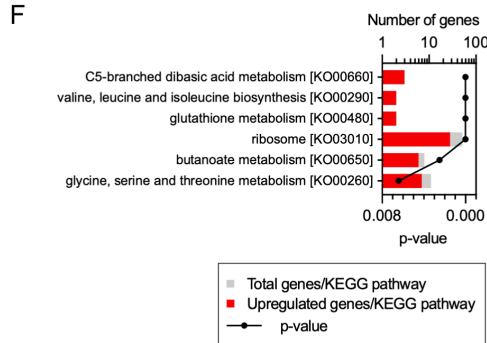 F
Number of genes
1 10 100
C5-branched dibasic acid metabolism [KO00660]
valine, leucine and isoleucine biosynthesis [KO00290]
glutathione metabolism [KO00480]
ribosome [KO03010]
butanoate metabolism [KO00650]
glycine, serine and threonine metabolism [KO00260]
0.008 0.000
p-value
Total genes/KEGG pathway
Upregulated genes/KEGG pathway
p-value